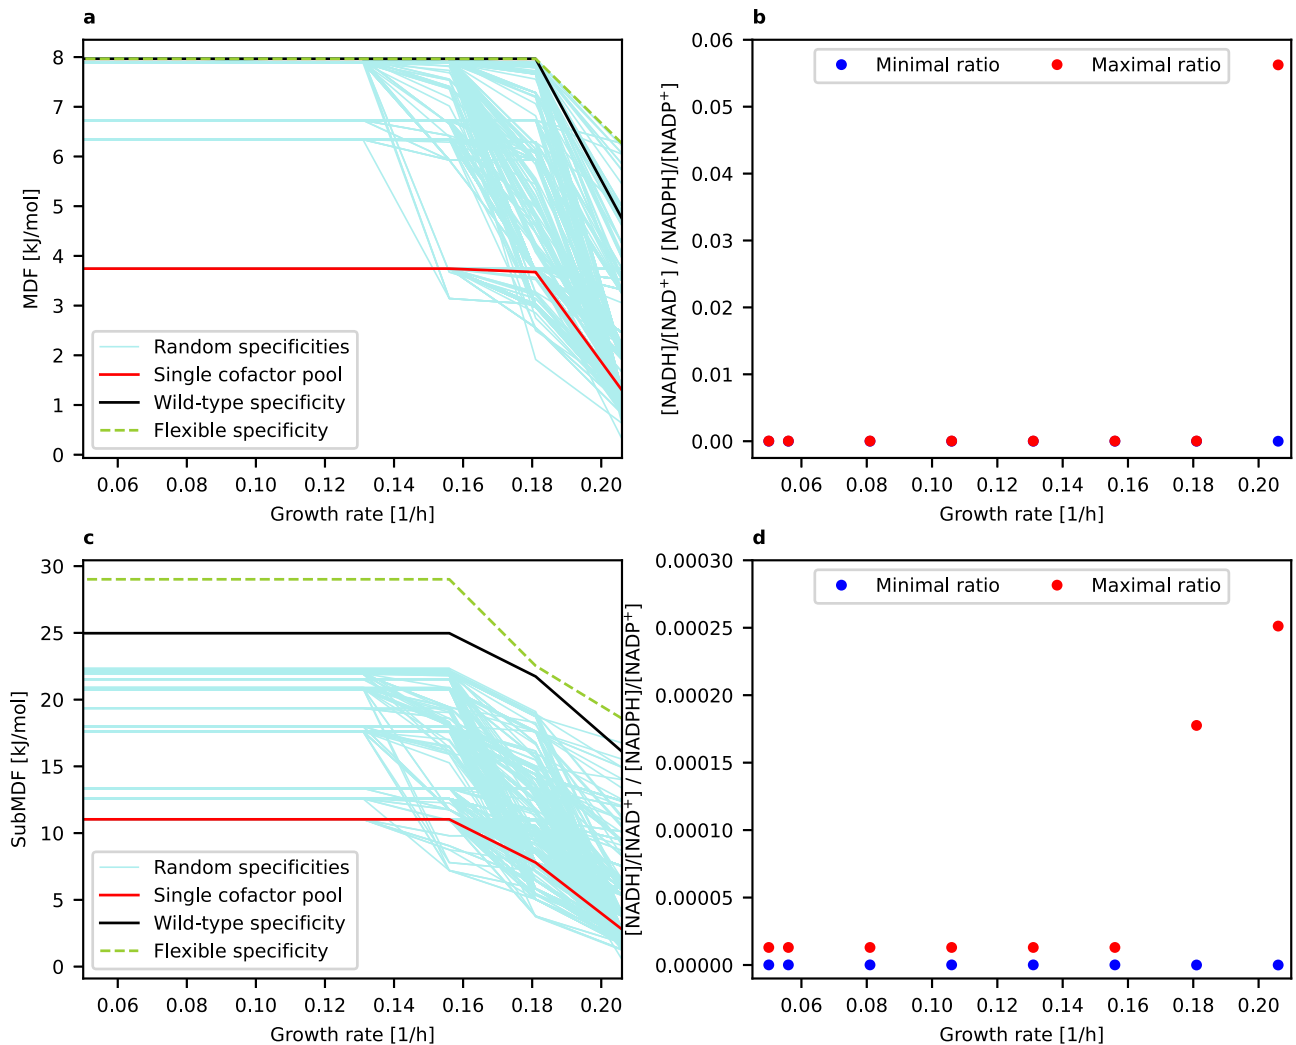 a
8
7
6
5
4
3
2
1
0
MDF [kJ/mol]
Random specificities
Single cofactor pool
Wild-type specificity
Flexible specificity
0.06 0.08 0.10 0.12 0.14 0.16 0.18 0.20
Growth rate [1/h]
b
0.06
0.05
0.04
0.03
0.02
0.01
0.00
[NADH]/[NAD⁺] / [NADPH]/[NADP⁺]
Minimal ratio Maximal ratio
0.06 0.08 0.10 0.12 0.14 0.16 0.18 0.20
Growth rate [1/h]
c
30
25
20
15
10
5
0
SubMDF [kJ/mol]
Random specificities
Single cofactor pool
Wild-type specificity
Flexible specificity
0.06 0.08 0.10 0.12 0.14 0.16 0.18 0.20
Growth rate [1/h]
d
0.00030
0.00025
0.00020
0.00015
0.00010
0.00005
0.00000
[NADH]/[NAD⁺] / [NADPH]/[NADP⁺]
Minimal ratio Maximal ratio
0.06 0.08 0.10 0.12 0.14 0.16 0.18 0.20
Growth rate [1/h]